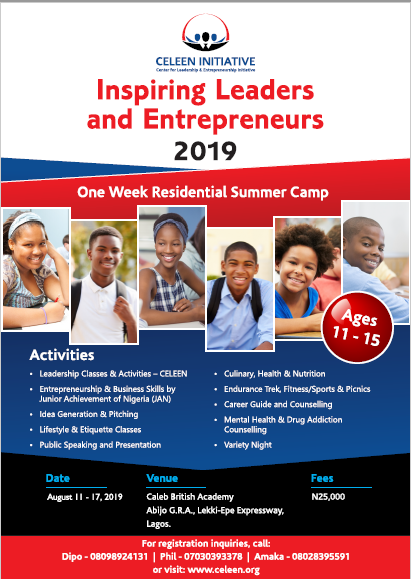 CELEEN INITIATIVE
Center for Leadership & Entrepreneurship Initiative
Inspiring Leaders
and Entrepreneurs
2019
One Week Residential Summer Camp
Ages
11 - 15
Activities
• Leadership Classes & Activities – CELEEN
• Entrepreneurship & Business Skills by
Junior Achievement of Nigeria (JAN)
• Idea Generation & Pitching
• Lifestyle & Etiquette Classes
• Public Speaking and Presentation
• Culinary, Health & Nutrition
• Endurance Trek, Fitness/Sports & Picnics
• Career Guide and Counselling
• Mental Health & Drug Addiction
Counselling
• Variety Night
Date
August 11 - 17, 2019
Venue
Caleb British Academy
Abijo G.R.A., Lekki-Epe Expressway,
Lagos.
Fees
N25,000
For registration inquiries, call:
Dipo - 08098924131 | Phil - 07030393378 | Amaka - 08028395591
or visit: www.celeen.org